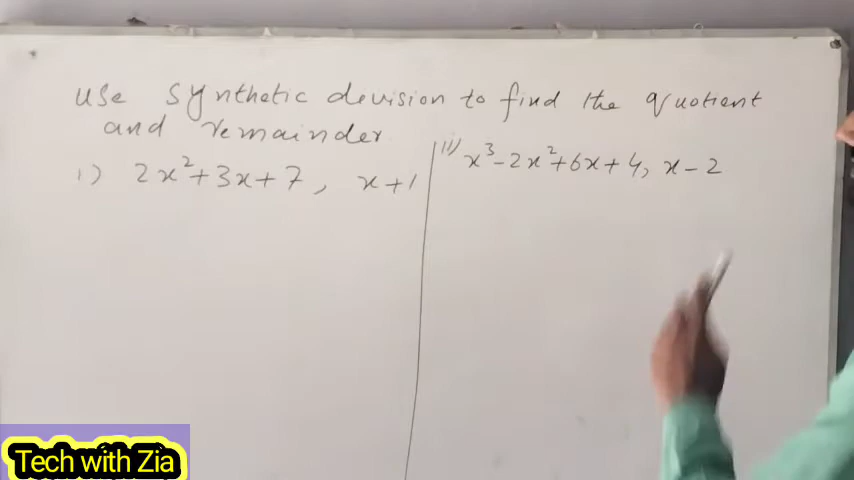 Use synthetic division to find the quotient
and remainder
i) 2x²+3x+7, x+1
ii) x³-2x²+6x+4, x-2
Tech with Zia